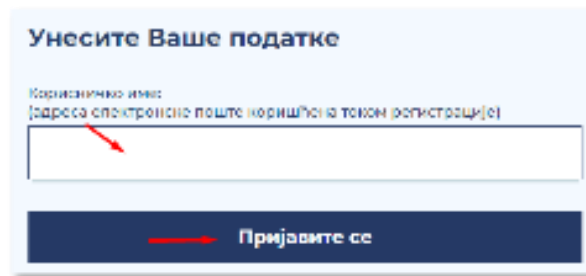 Унесите Ваше податке
Корисничко име:
(адреса електронске поште коришћена током регистрације)
Пријавите се